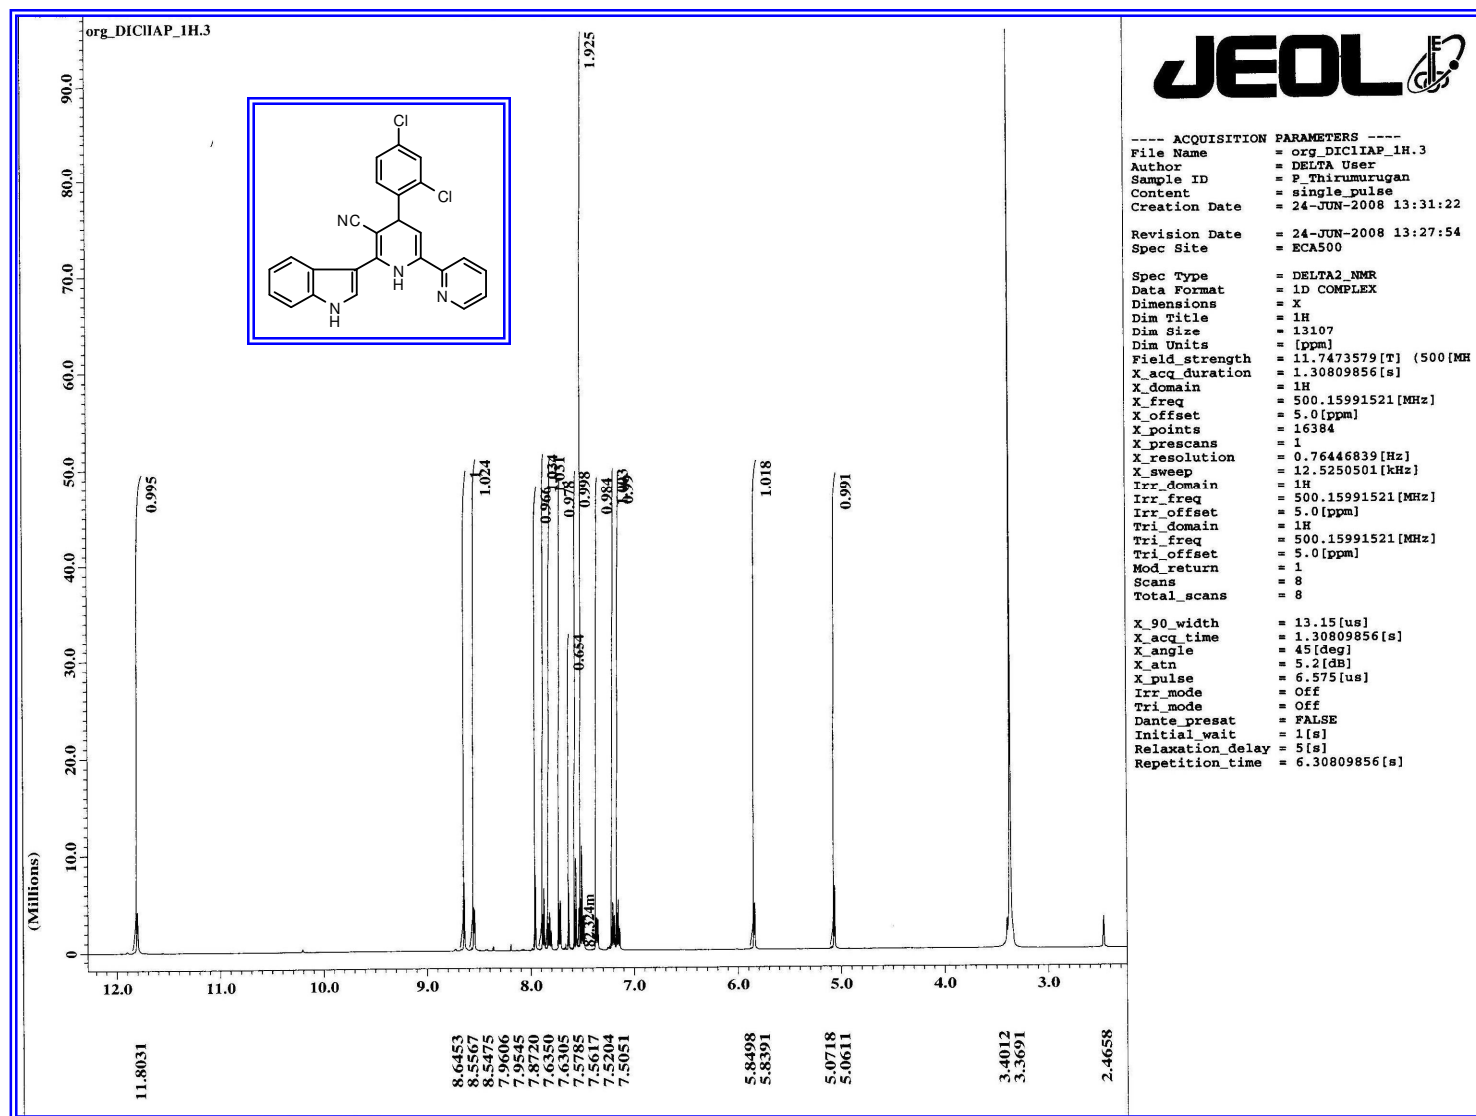 org_DICIIAP_1H.3
JEOL
---- ACQUISITION PARAMETERS ----
File Name = org_DIC1IAP_1H.3
Author = DELTA User
Sample ID = P_Thirumurugan
Content = single_pulse
Creation Date = 24-JUN-2008 13:31:22
Revision Date = 24-JUN-2008 13:27:54
Spec Site = ECA500
Spec Type = DELTA2_NMR
Data Format = 1D COMPLEX
Dimensions = X
Dim Title = 1H
Dim Size = 13107
Dim Units = [ppm]
Field_strength = 11.7473579[T] (500[MH
X_acq_duration = 1.30809856[s]
X_domain = 1H
X_freq = 500.15991521[MHz]
X_offset = 5.0[ppm]
X_points = 16384
X_prescans = 1
X_resolution = 0.76446839[Hz]
X_sweep = 12.5250501[kHz]
Irr_domain = 1H
Irr_freq = 500.15991521[MHz]
Irr_offset = 5.0[ppm]
Tri_domain = 1H
Tri_freq = 500.15991521[MHz]
Tri_offset = 5.0[ppm]
Mod_return = 1
Scans = 8
Total_scans = 8
X_90_width = 13.15[us]
X_acq_time = 1.30809856[s]
X_angle = 45[deg]
X_atn = 5.2[dB]
X_pulse = 6.575[us]
Irr_mode = Off
Tri_mode = Off
Dante_presat = FALSE
Initial_wait = 1[s]
Relaxation_delay = 5[s]
Repetition_time = 6.30809856[s]
Cl
Cl
NC
N
H
N
N
H
(Millions)
90.0
80.0
70.0
60.0
50.0
40.0
30.0
20.0
10.0
0
0.995
1.024
0.966
1.034
1.031
0.978
0.654
0.998
1.925
82.324m
0.984
1.003
1.018
0.991
12.0 11.0 10.0 9.0 8.0 7.0 6.0 5.0 4.0 3.0
11.8031
8.6453
8.5567
8.5475
7.9606
7.9545
7.8720
7.6350
7.6305
7.5785
7.5617
7.5204
7.5051
5.8498
5.8391
5.0718
5.0611
3.4012
3.3691
2.4658